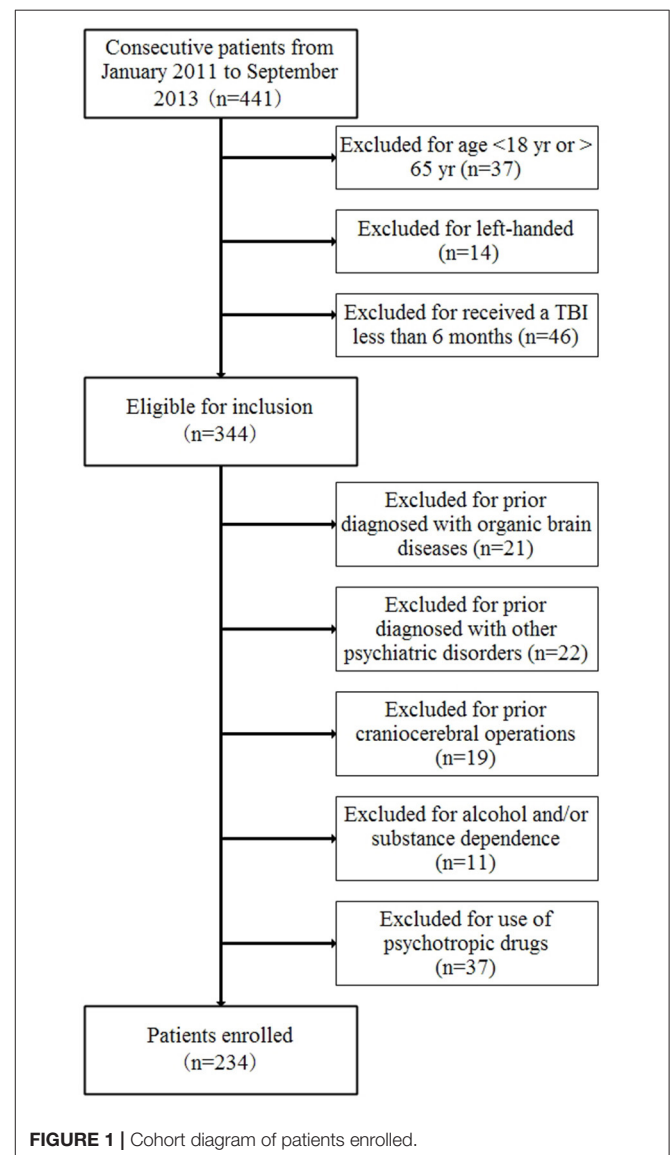 Consecutive patients from
January 2011 to September
2013（n=441）
Excluded for age <18 yr or >
65 yr (n=37)
Excluded for left-handed
(n=14)
Excluded for received a TBI
less than 6 months (n=46)
Eligible for inclusion
（n=344）
Excluded for prior
diagnosed with organic brain
diseases (n=21)
Excluded for prior
diagnosed with other
psychiatric disorders (n=22)
Excluded for prior
craniocerebral operations
(n=19)
Excluded for alcohol and/or
substance dependence
(n=11)
Excluded for use of
psychotropic drugs
(n=37)
Patients enrolled
（n=234）
FIGURE 1 | Cohort diagram of patients enrolled.